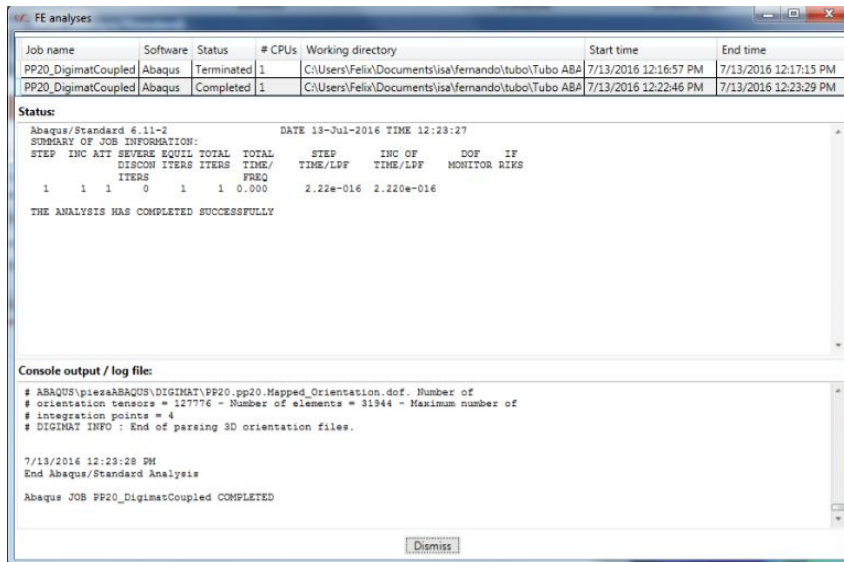 FE analyses
Job name Software Status # CPUs Working directory Start time End time
PP20_DigimatCoupled Abaqus Terminated 1 C:\Users\Felix\Documents\isa\fernando\tubo\Tubo ABA 7/13/2016 12:16:57 PM 7/13/2016 12:17:15 PM
PP20_DigimatCoupled Abaqus Completed 1 C:\Users\Felix\Documents\isa\fernando\tubo\Tubo ABA 7/13/2016 12:22:46 PM 7/13/2016 12:23:29 PM
Status:
Abaqus/Standard 6.11-2 DATE 13-Jul-2016 TIME 12:23:27
SUMMARY OF JOB INFORMATION:
STEP INC ATT SEVERE EQUIL TOTAL TOTAL STEP INC OF DOF IF
DISCON ITERS ITERS TIME/ TIME/LPF TIME/LPF MONITOR RIKS
ITERS FREQ
1 1 1 0 1 1 0.000 2.22e-016 2.220e-016
THE ANALYSIS HAS COMPLETED SUCCESSFULLY
Console output / log file:
# ABAQUS\piezaABAQUS\DIGIMAT\PP20.pp20.Mapped_Orientation.dof. Number of
# orientation tensors = 127776 - Number of elements = 31944 - Maximum number of
# integration points = 4
# DIGIMAT INFO : End of parsing 3D orientation files.
7/13/2016 12:23:28 PM
End Abaqus/Standard Analysis
Abaqus JOB PP20_DigimatCoupled COMPLETED
Dismiss